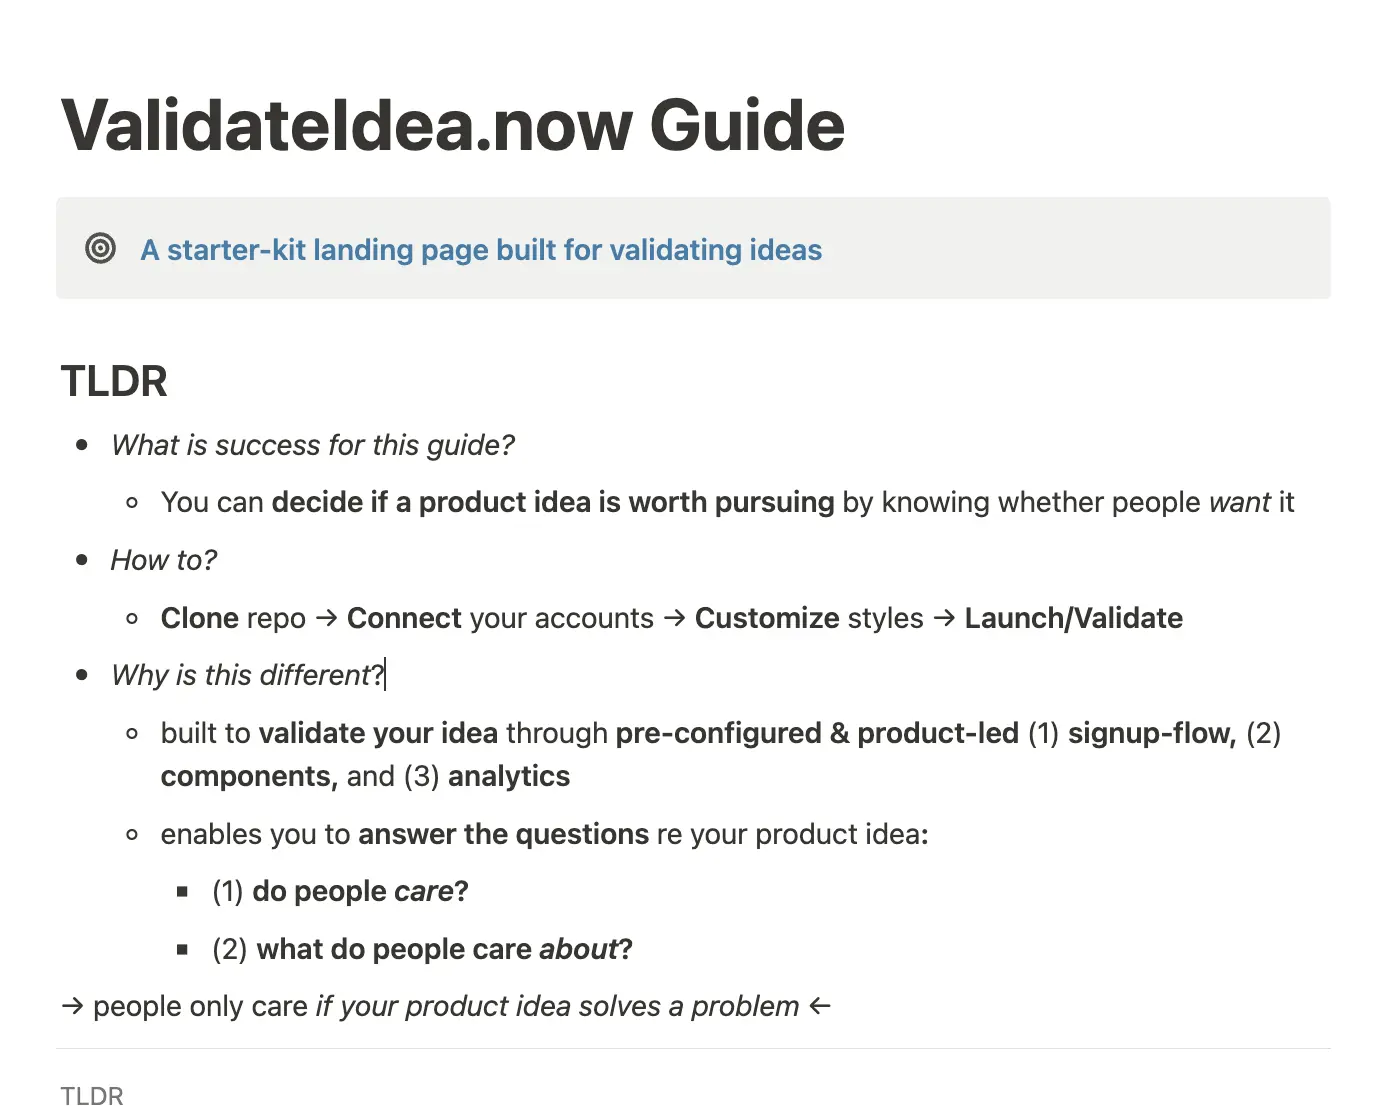 ValidateIdea.now Guide
A starter-kit landing page built for validating ideas
TLDR
• What is success for this guide?
◦ You can decide if a product idea is worth pursuing by knowing whether people want it
• How to?
◦ Clone repo → Connect your accounts → Customize styles → Launch/Validate
• Why is this different?
◦ built to validate your idea through pre-configured & product-led (1) signup-flow, (2)
components, and (3) analytics
◦ enables you to answer the questions re your product idea:
▪ (1) do people care?
▪ (2) what do people care about?
→ people only care if your product idea solves a problem ←
TLDR